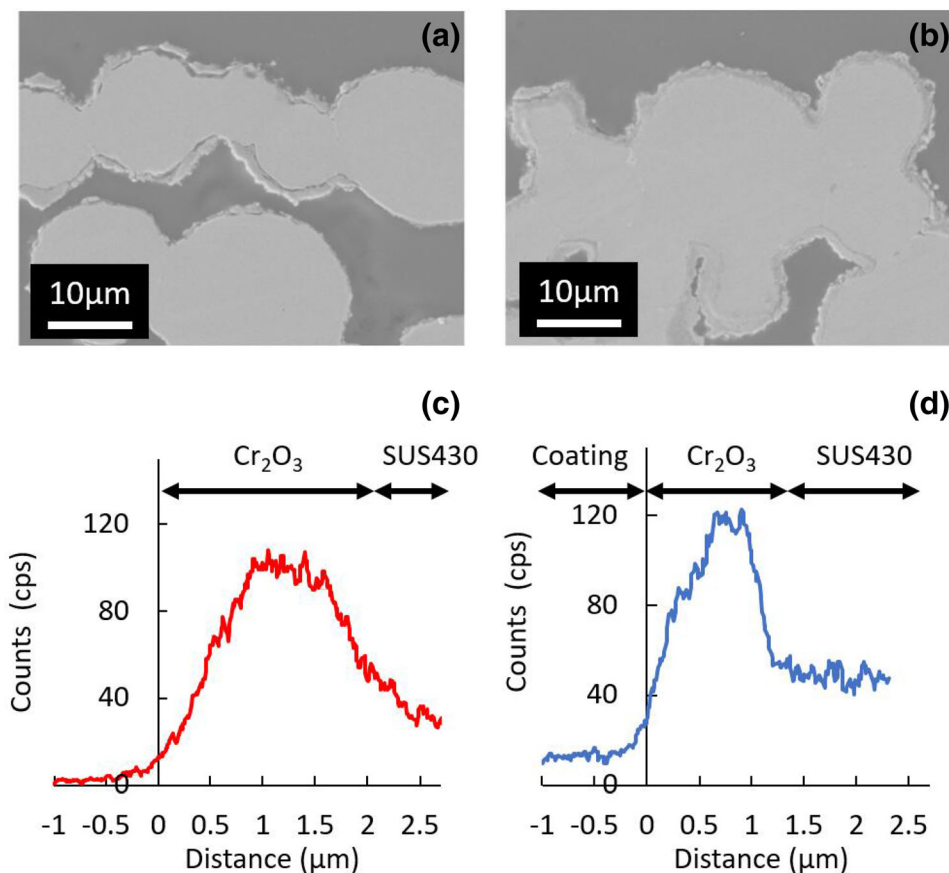 (a)
(b)
10µm
10µm
(c)
(d)
Cr₂O₃ SUS430
Coating Cr₂O₃ SUS430
120
80
40
0
Counts (cps)
-1 -0.5 0 0.5 1 1.5 2 2.5
Distance (µm)
120
80
40
0
Counts (cps)
-1 -0.5 0 0.5 1 1.5 2 2.5
Distance (µm)